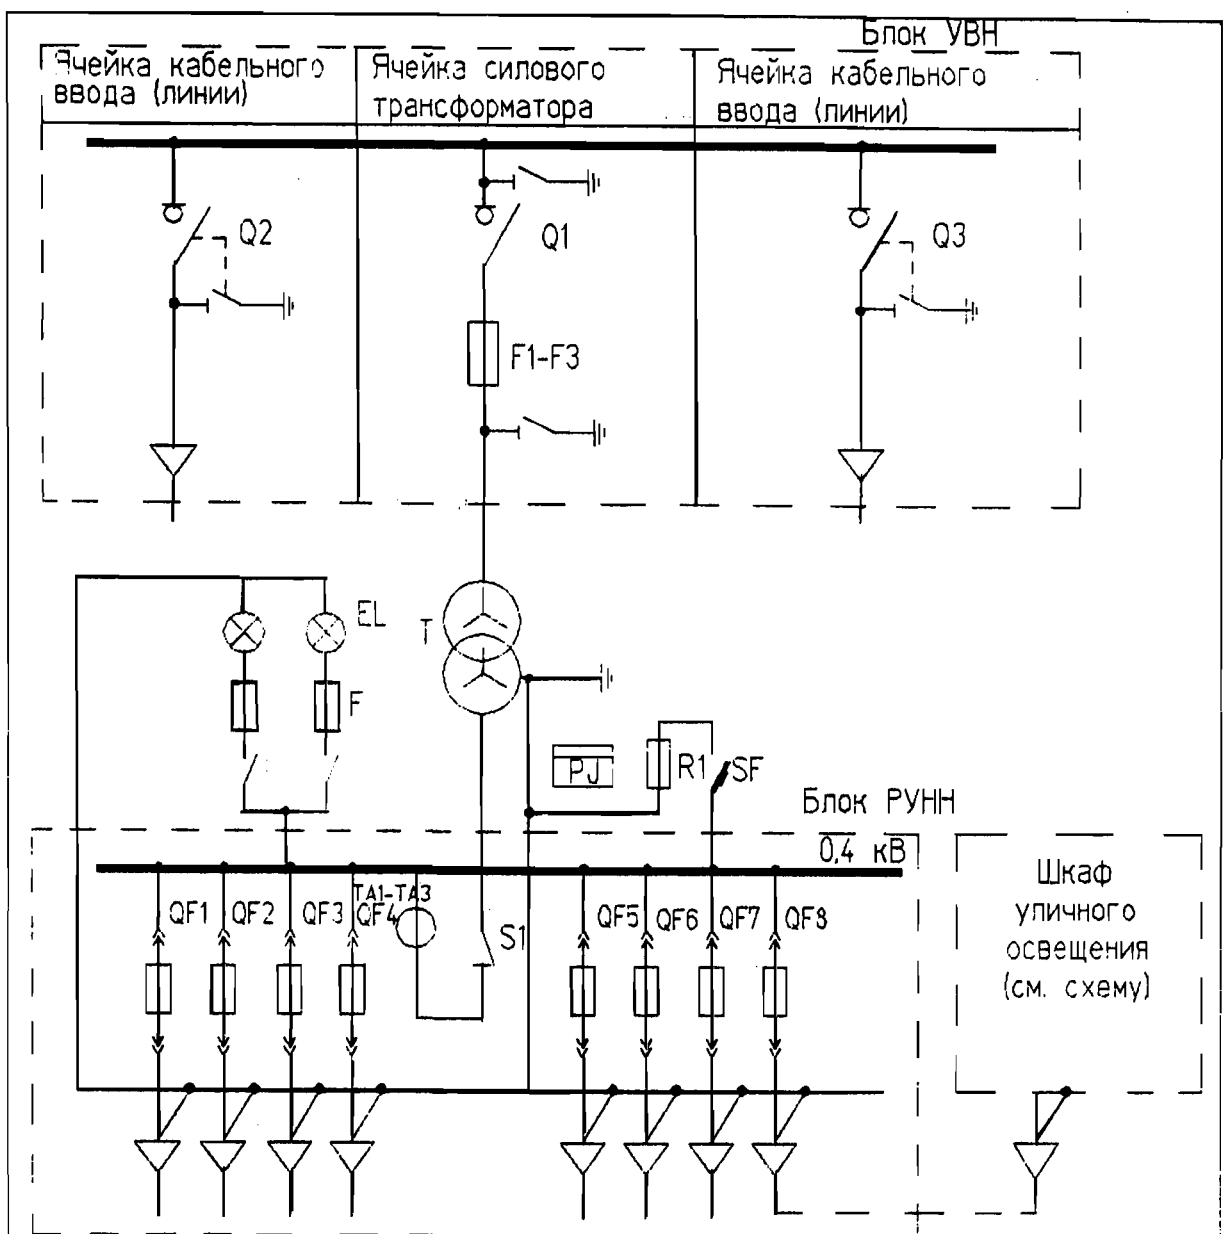 Блок УВН
Ячейка кабельного
ввода (линии)
Ячейка силового
трансформатора
Ячейка кабельного
ввода (линии)
Q2
Q1
Q3
F1-F3
EL
T
F
PJ
R1
SF
Блок РУНН
0,4 кВ
TA1-TA3
QF1
QF2
QF3
QF4
S1
QF5
QF6
QF7
QF8
Шкаф
уличного
освещения
(см. схему)